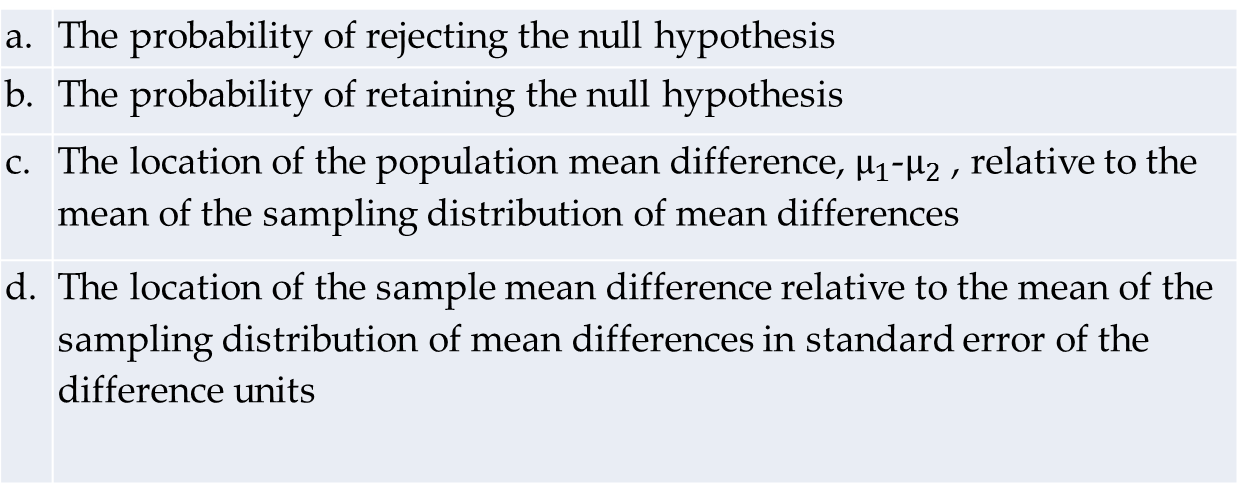 a. The probability of rejecting the null hypothesis
b. The probability of retaining the null hypothesis
c. The location of the population mean difference, μ₁-μ₂ , relative to the
mean of the sampling distribution of mean differences
d. The location of the sample mean difference relative to the mean of the
sampling distribution of mean differences in standard error of the
difference units